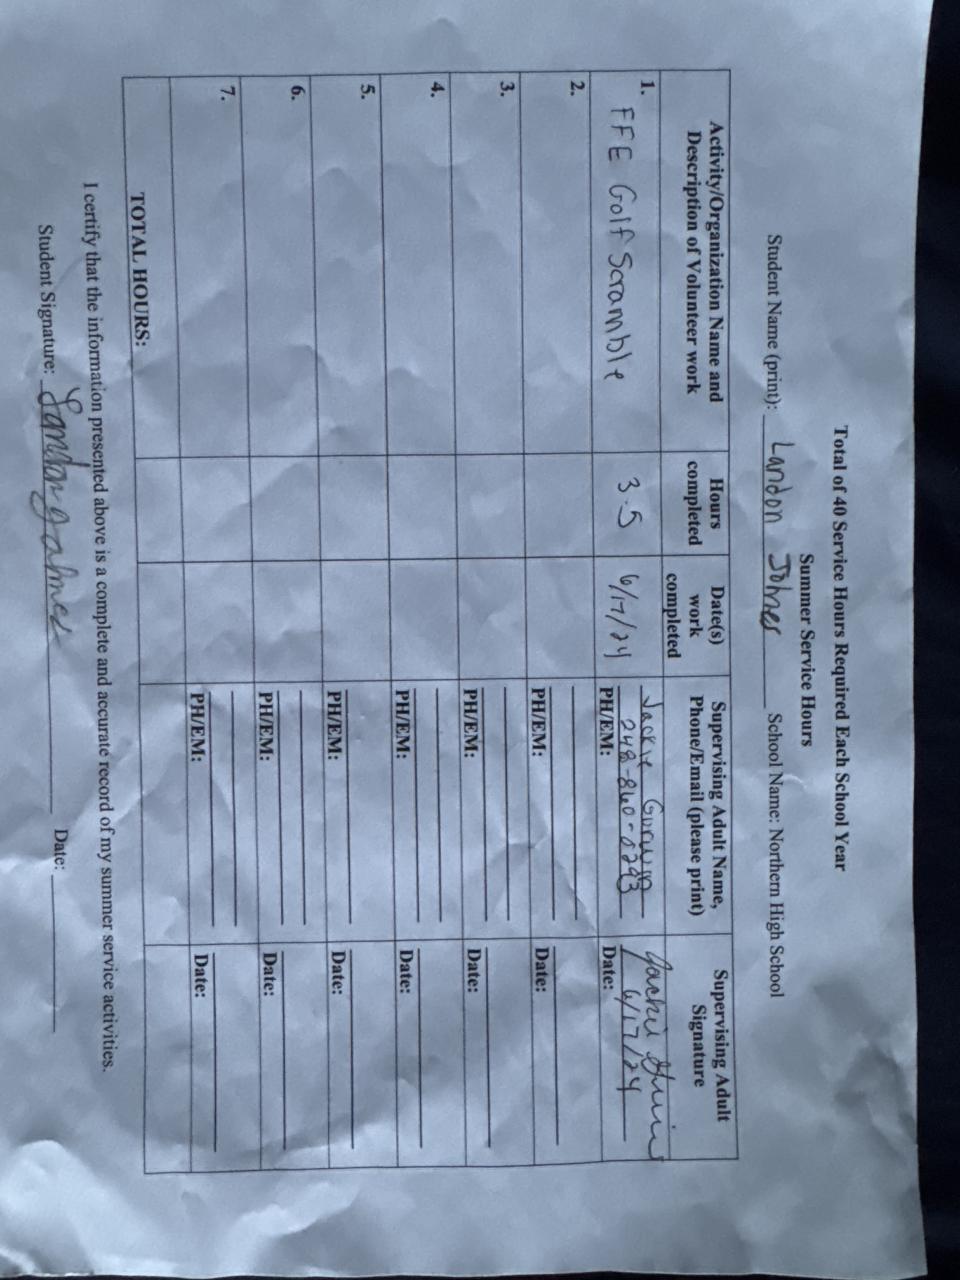 Total of 40 Service Hours Required Each School Year
Summer Service Hours
Student Name (print): Landon School Name: Northern High School
Activity/Organization Name and Description of Volunteer work
Hours completed
Date(s) work completed
Supervising Adult Name, Phone/Email (please print)
Supervising Adult Signature
1. FFE Golf Scramble
3.5
6/17/24
Jackie
PH/EM:
Jackie
Date: 6/17/24
2.
PH/EM:
Date:
3.
PH/EM:
Date:
4.
PH/EM:
Date:
5.
PH/EM:
Date:
6.
PH/EM:
Date:
7.
PH/EM:
Date:
TOTAL HOURS:
I certify that the information presented above is a complete and accurate record of my summer service activities.
Student Signature: Landon Date: